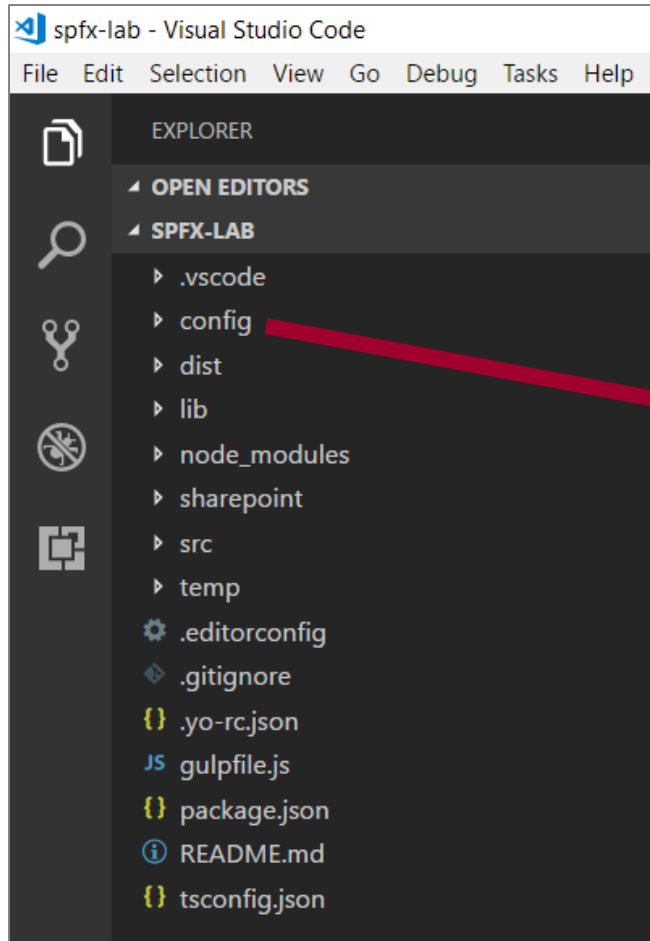 spfx-lab - Visual Studio Code
File Edit Selection View Go Debug Tasks Help
EXPLORER
OPEN EDITORS
SPFX-LAB
.vscode
config
dist
lib
node_modules
sharepoint
src
temp
.editorconfig
.gitignore
{} .yo-rc.json
JS gulpfile.js
{} package.json
README.md
{} tsconfig.json